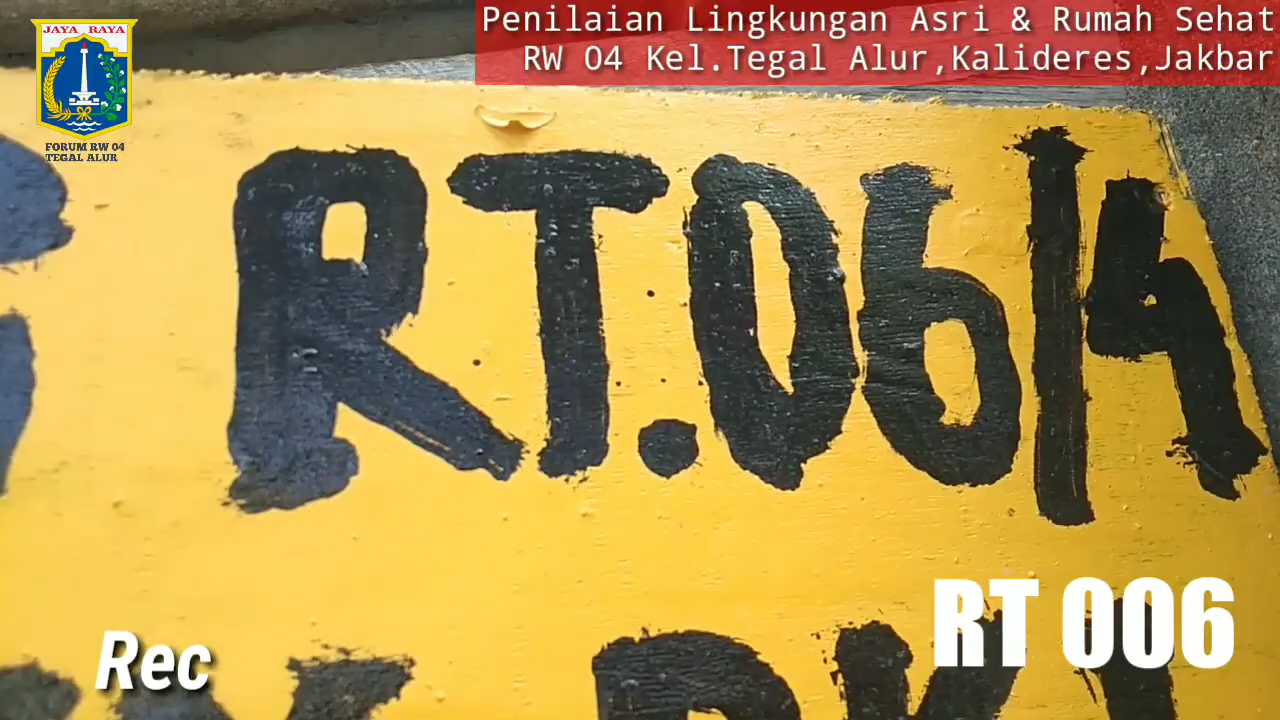 Penilaian Lingkungan Asri & Rumah Sehat
RW 04 Kel.Tegal Alur,Kalideres,Jakbar
JAYA RAYA
FORUM RW 04
TEGAL ALUR
RT.06/4
RT 006
Rec